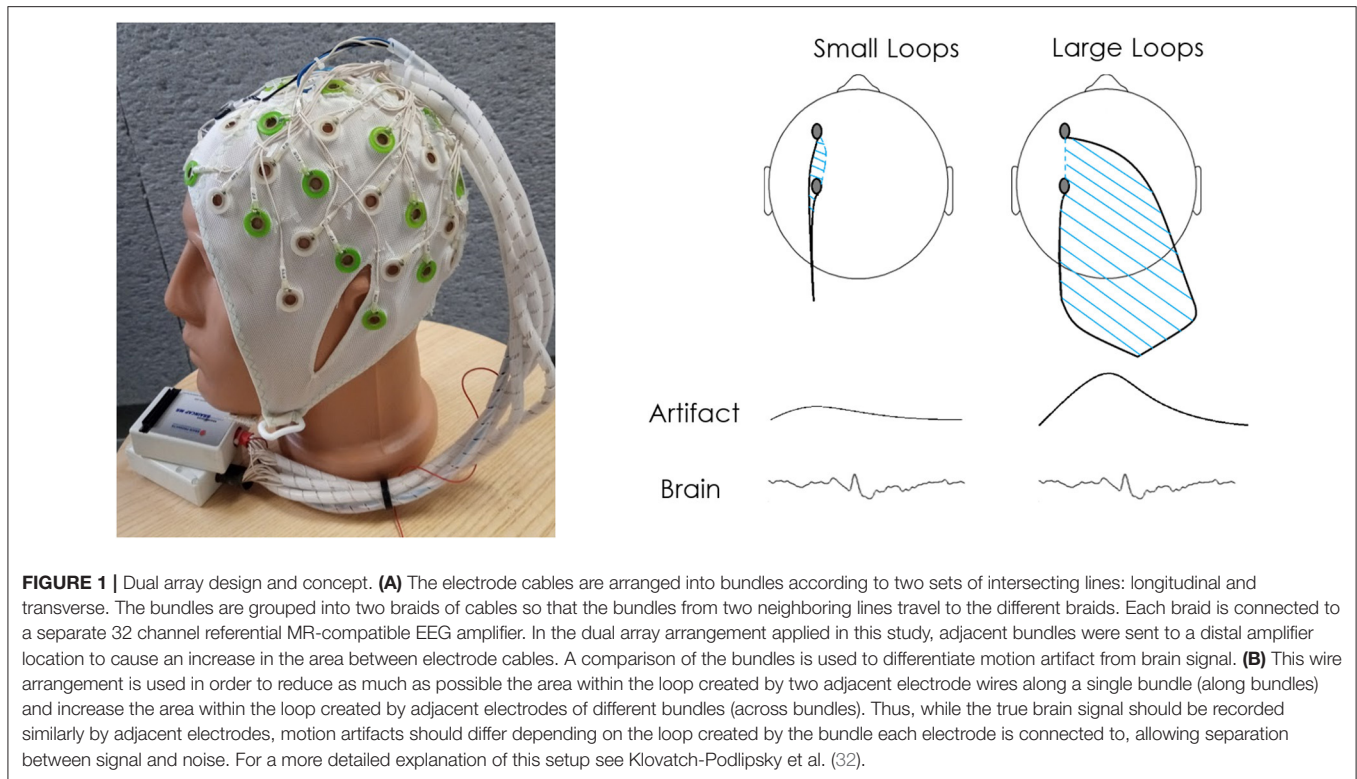 Small Loops
Large Loops
Artifact
Brain
FIGURE 1 | Dual array design and concept. (A) The electrode cables are arranged into bundles according to two sets of intersecting lines: longitudinal and
transverse. The bundles are grouped into two braids of cables so that the bundles from two neighboring lines travel to the different braids. Each braid is connected to
a separate 32 channel referential MR-compatible EEG amplifier. In the dual array arrangement applied in this study, adjacent bundles were sent to a distal amplifier
location to cause an increase in the area between electrode cables. A comparison of the bundles is used to differentiate motion artifact from brain signal. (B) This wire
arrangement is used in order to reduce as much as possible the area within the loop created by two adjacent electrode wires along a single bundle (along bundles)
and increase the area within the loop created by adjacent electrodes of different bundles (across bundles). Thus, while the true brain signal should be recorded
similarly by adjacent electrodes, motion artifacts should differ depending on the loop created by the bundle each electrode is connected to, allowing separation
between signal and noise. For a more detailed explanation of this setup see Klovatch-Podlipsky et al. (32).